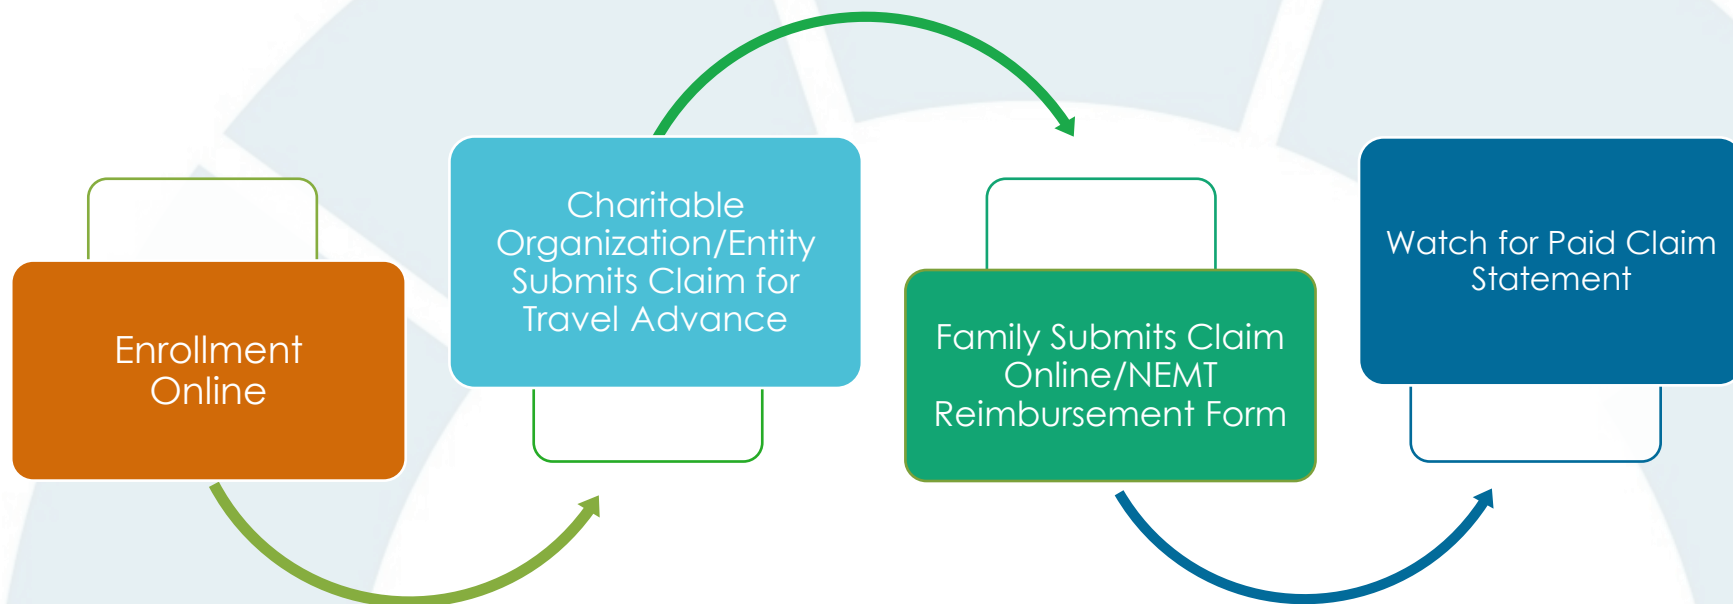 Enrollment
Online
Charitable
Organization/Entity
Submits Claim for
Travel Advance
Family Submits Claim
Online/NEMT
Reimbursement Form
Watch for Paid Claim
Statement